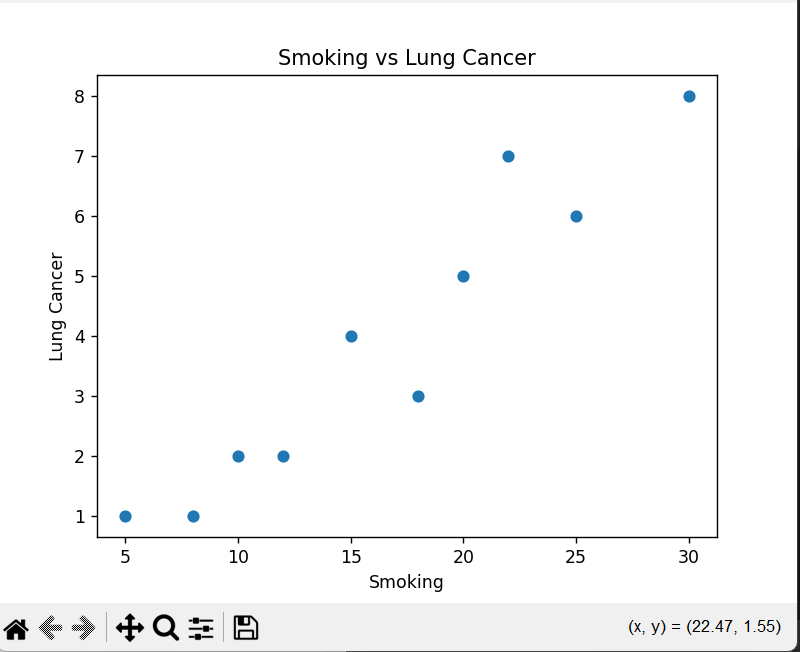 Smoking vs Lung Cancer
8
7
6
5
4
3
2
1
Lung Cancer
5 10 15 20 25 30
Smoking
(x, y) = (22.47, 1.55)